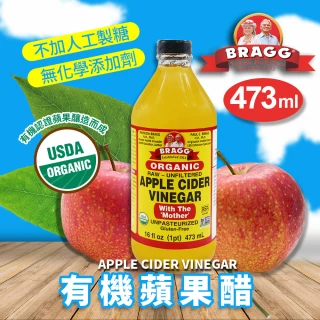 不加人工製糖
無化學添加劑
BRAGG
473ml
有機認證蘋果釀造而成
USDA
ORGANIC
BRAGG
ORGANIC
RAW - UNFILTERED
APPLE CIDER
VINEGAR
With The
'Mother'
UNPASTEURIZED
Gluten-Free
16 fl oz (1pt) 473 mL
APPLE CIDER VINEGAR
有機蘋果醋